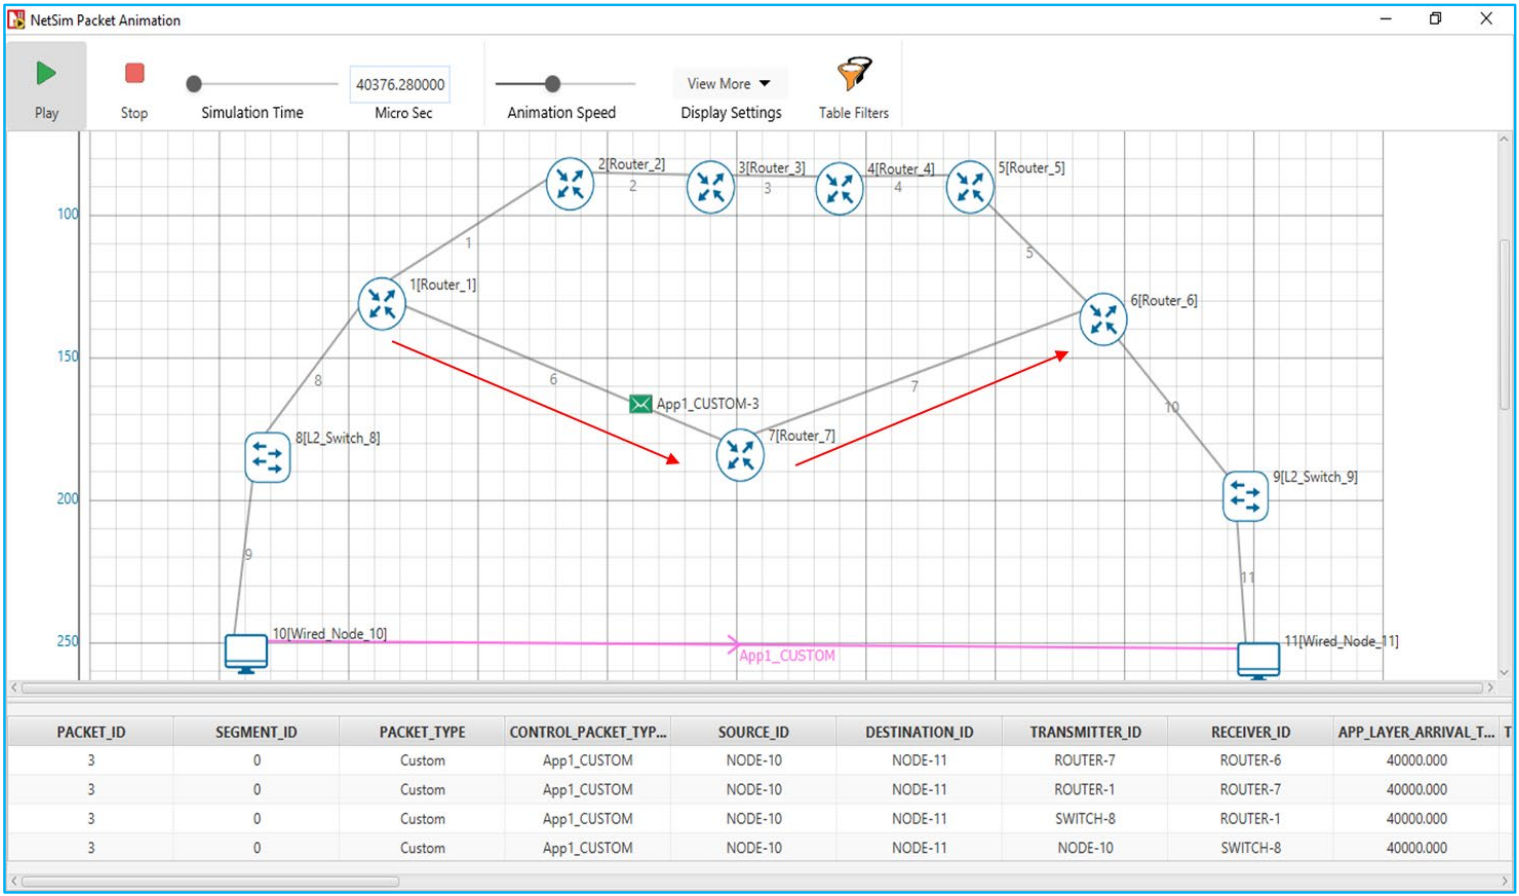 NetSim Packet Animation
40376.280000
View More
Play
Stop
Simulation Time
Micro Sec
Animation Speed
Display Settings
Table Filters
2[Router_2]
3[Router_3]
4[Router_4]
5[Router_5]
2
3
4
100
1
5
1[Router_1]
6[Router_6]
150
8
6
7
App1_CUSTOM-3
10
8[L2_Switch_8]
7[Router_7]
9[L2_Switch_9]
200
9
11
10[Wired_Node_10]
250
11[Wired_Node_11]
App1_CUSTOM
PACKET_ID SEGMENT_ID PACKET_TYPE CONTROL_PACKET_TYP... SOURCE_ID DESTINATION_ID TRANSMITTER_ID RECEIVER_ID APP_LAYER_ARRIVAL_T... T
3 0 Custom App1_CUSTOM NODE-10 NODE-11 ROUTER-7 ROUTER-6 40000.000
3 0 Custom App1_CUSTOM NODE-10 NODE-11 ROUTER-1 ROUTER-7 40000.000
3 0 Custom App1_CUSTOM NODE-10 NODE-11 SWITCH-8 ROUTER-1 40000.000
3 0 Custom App1_CUSTOM NODE-10 NODE-11 NODE-10 SWITCH-8 40000.000